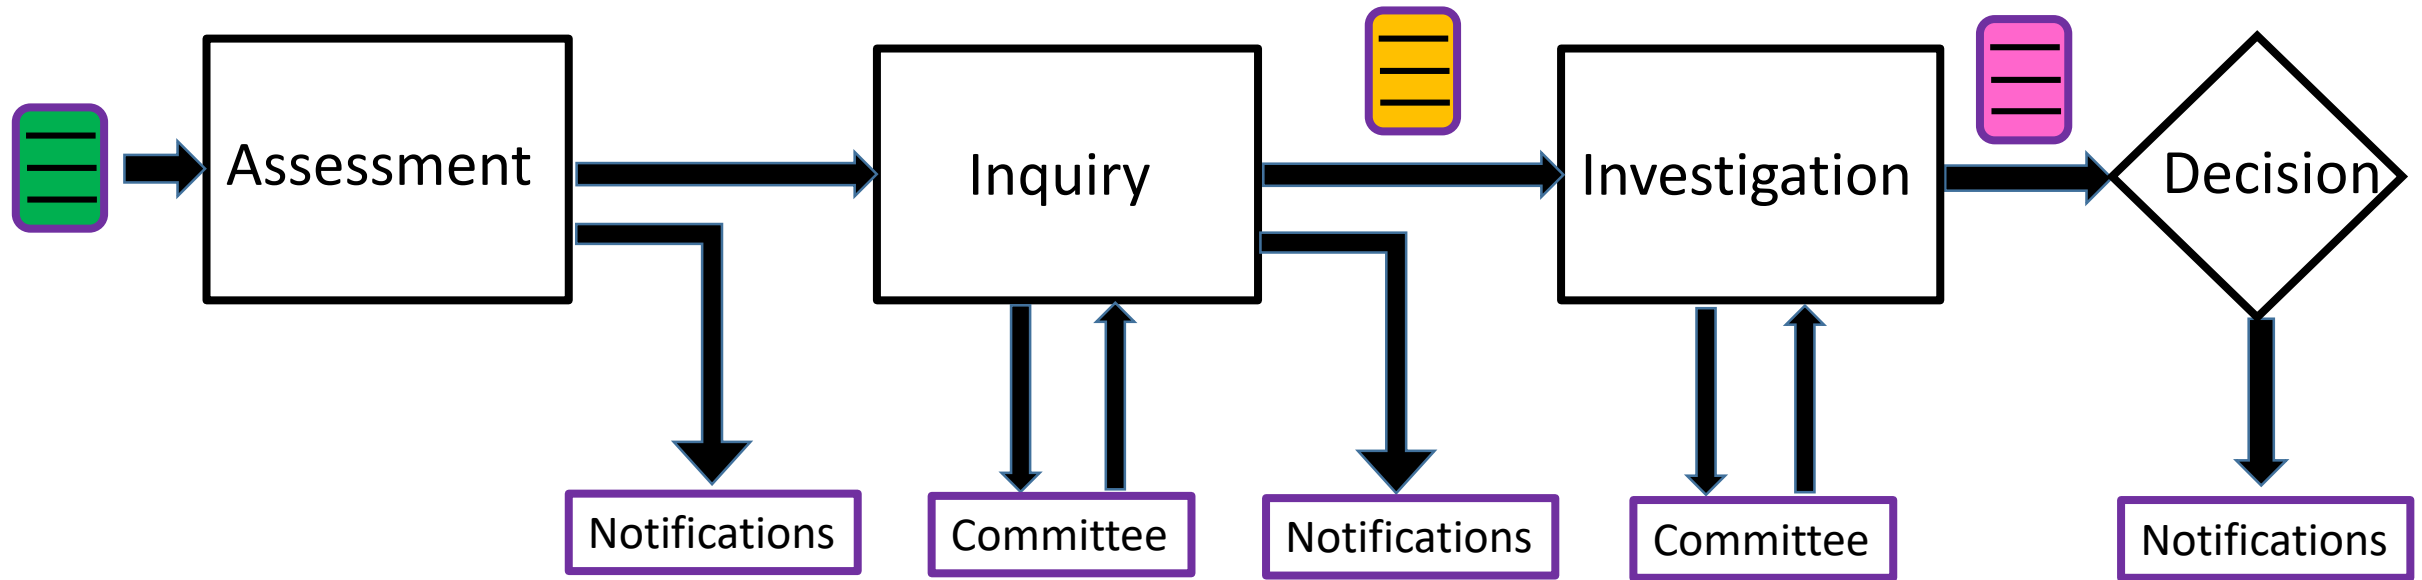 Assessment
Inquiry
Investigation
Decision
Notifications
Committee
Notifications
Committee
Notifications